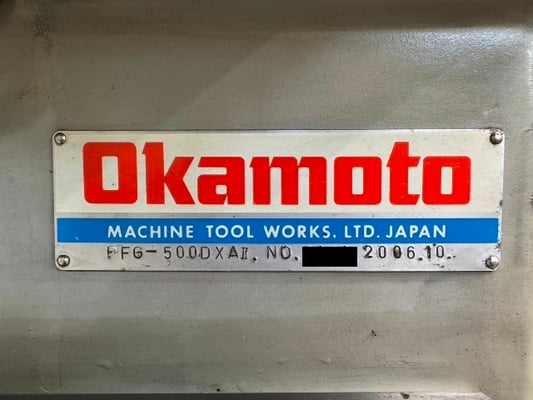 Okamoto
MACHINE TOOL WORKS. LTD. JAPAN
PFG-500DXAII. NO. 2006.10.